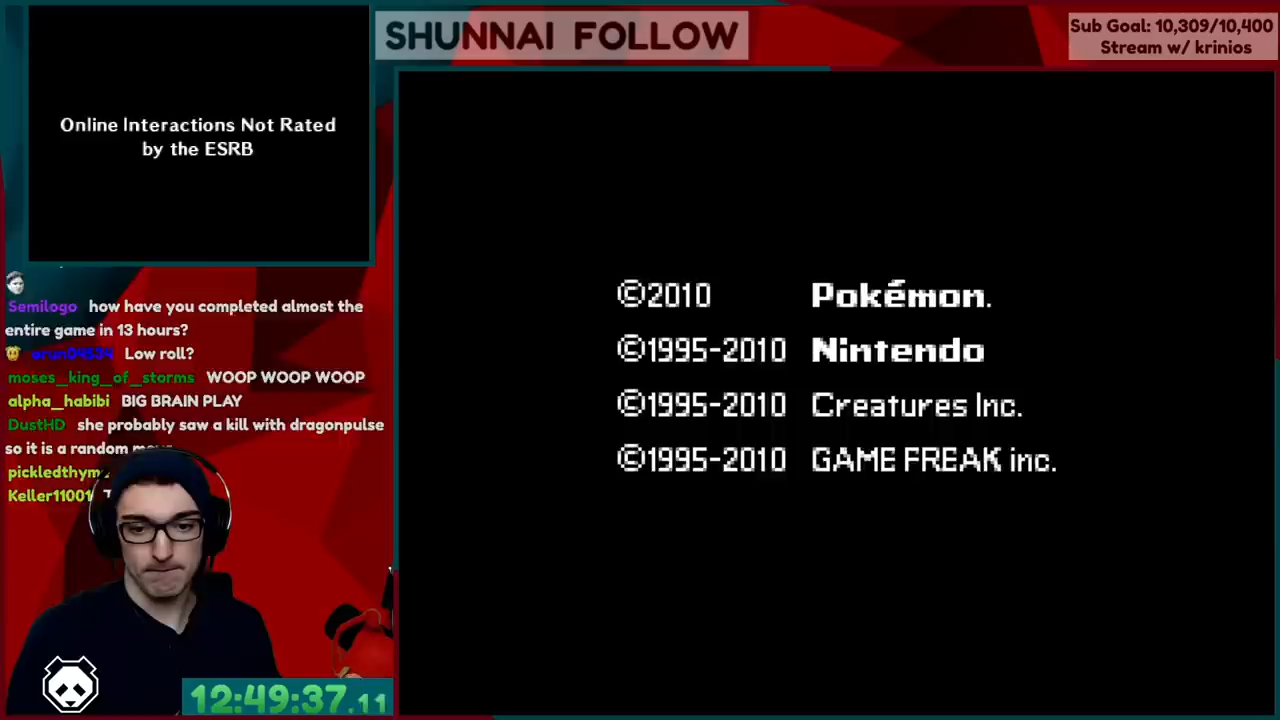 SHUNNAI FOLLOW
Sub Goal: 10,309/10,400
Stream w/ krinios
Online Interactions Not Rated
by the ESRB
©2010 Pokémon.
©1995-2010 Nintendo
©1995-2010 Creatures Inc.
©1995-2010 GAME FREAK inc.
Semilogo how have you completed almost the
entire game in 13 hours?
arun04534 Low roll?
moses_king_of_storms WOOP WOOP WOOP
alpha_habibi BIG BRAIN PLAY
DustHD she probably saw a kill with dragonpulse
so it is a random
Keller11001
12:49:37.11